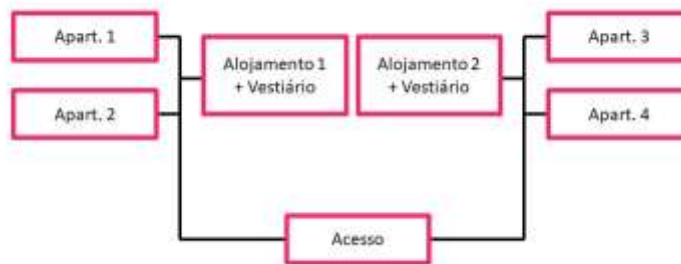 Apart. 1
Apart. 2
Alojamento 1
+ Vestiário
Alojamento 2
+ Vestiário
Apart. 3
Apart. 4
Acesso